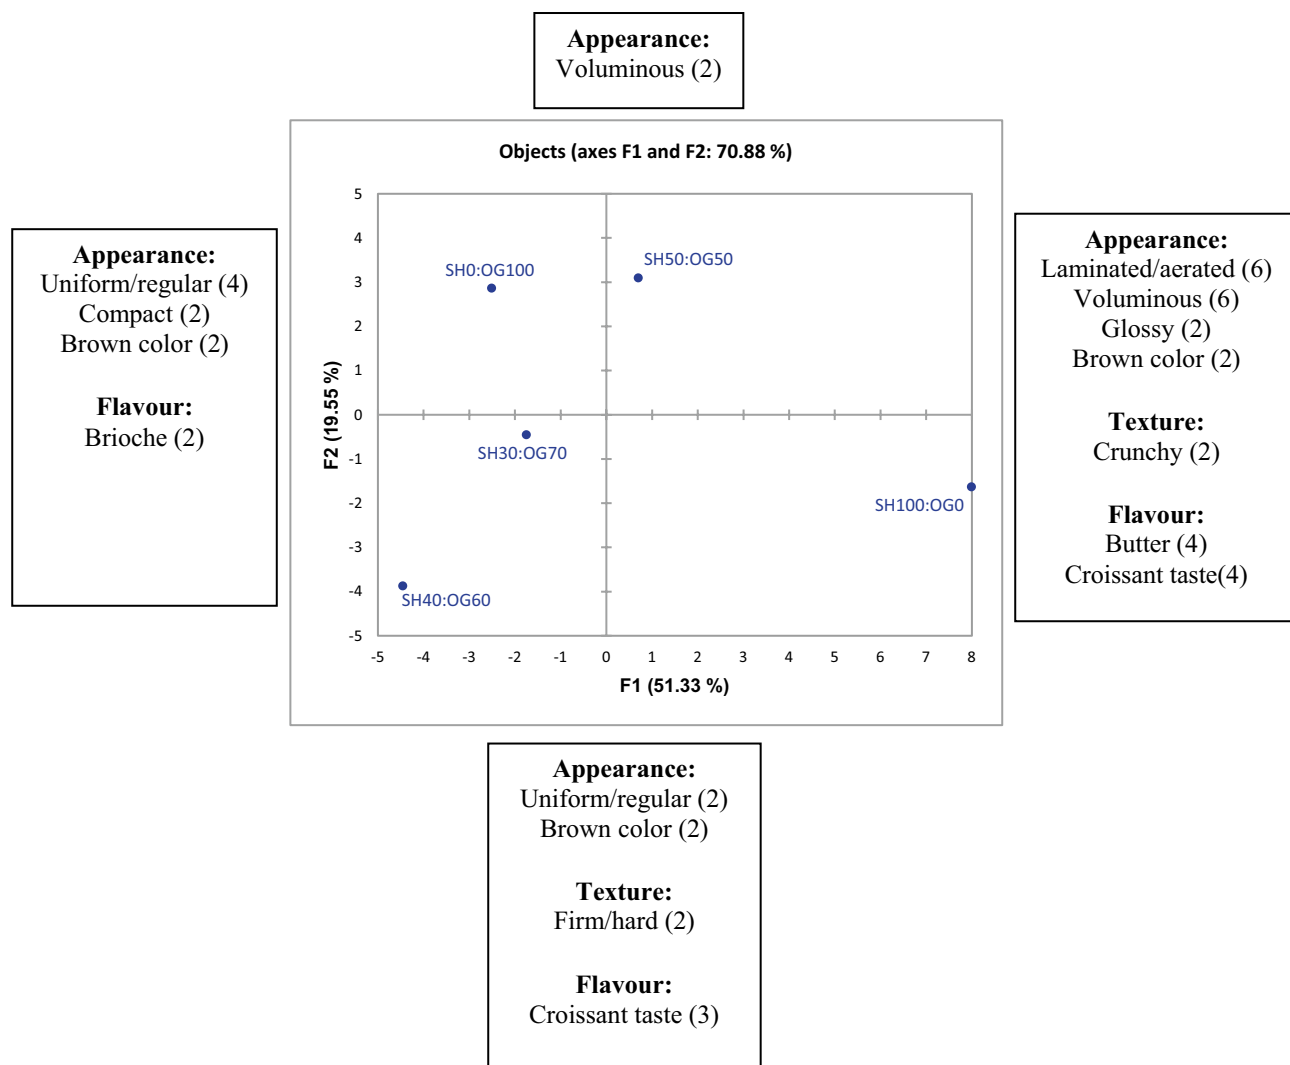 Appearance:
Voluminous (2)
Appearance:
Uniform/regular (4)
Compact (2)
Brown color (2)
Flavour:
Brioche (2)
Objects (axes F1 and F2: 70.88 %)
5
4
3
2
1
0
-1
-2
-3
-4
-5
F2 (19.55 %)
SH0:OG100
SH50:OG50
SH30:OG70
SH100:OG0
SH40:OG60
-5 -4 -3 -2 -1 0 1 2 3 4 5 6 7 8
F1 (51.33 %)
Appearance:
Laminated/aerated (6)
Voluminous (6)
Glossy (2)
Brown color (2)
Texture:
Crunchy (2)
Flavour:
Butter (4)
Croissant taste(4)
Appearance:
Uniform/regular (2)
Brown color (2)
Texture:
Firm/hard (2)
Flavour:
Croissant taste (3)